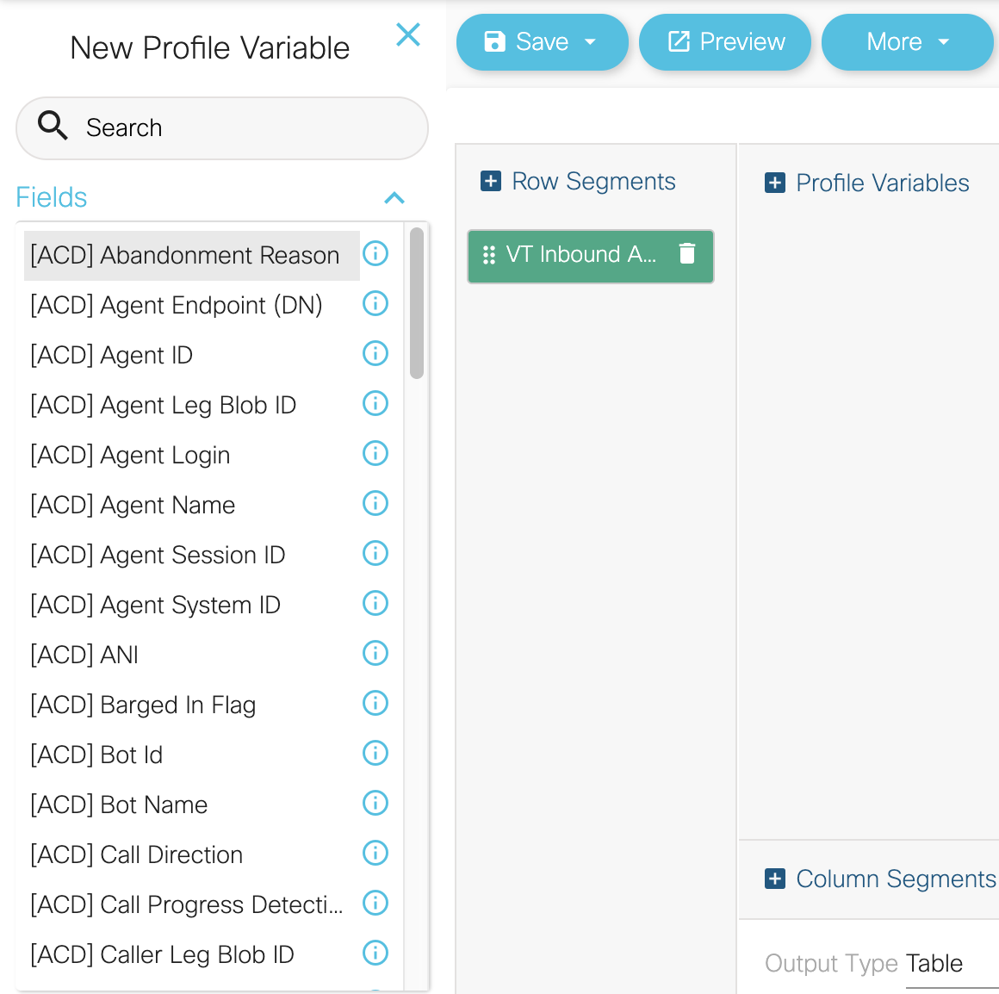 New Profile Variable
Search
Fields
[ACD] Abandonment Reason
[ACD] Agent Endpoint (DN)
[ACD] Agent ID
[ACD] Agent Leg Blob ID
[ACD] Agent Login
[ACD] Agent Name
[ACD] Agent Session ID
[ACD] Agent System ID
[ACD] ANI
[ACD] Barged In Flag
[ACD] Bot Id
[ACD] Bot Name
[ACD] Call Direction
[ACD] Call Progress Detecti...
[ACD] Caller Leg Blob ID
Save
Preview
More
Row Segments
VT Inbound A...
Profile Variables
Column Segments
Output Type Table